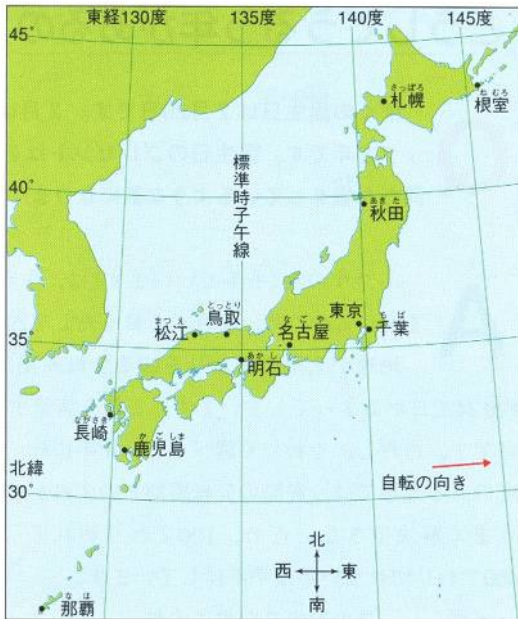 東経130度
135度
140度
145度
45°
40°
35°
北緯
30°
標準時子午線
さっぽろ
札幌
ねむろ
根室
あきた
秋田
とっとり
鳥取
まつえ
松江
なごや
名古屋
東京
ちば
千葉
あかし
明石
ながさき
長崎
かごしま
鹿児島
自転の向き
北
西
東
南
なは
那覇